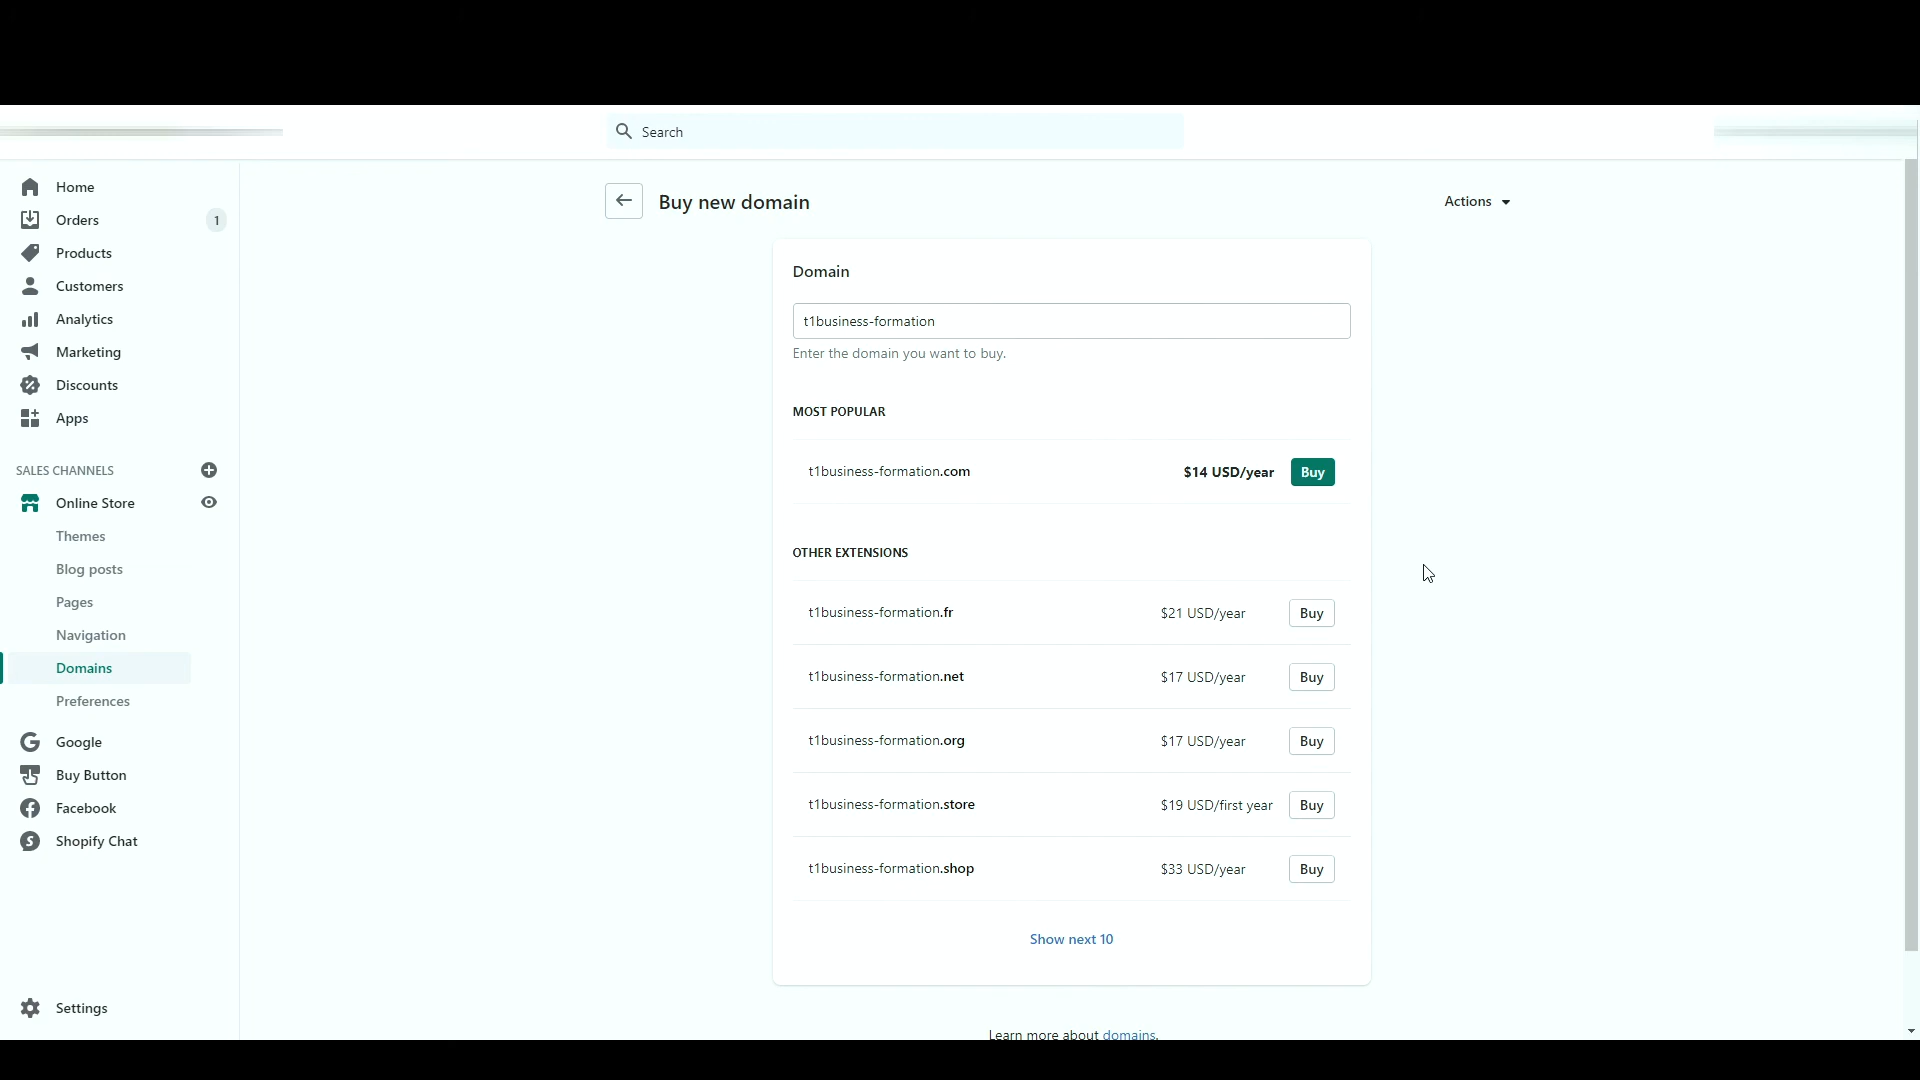 Search
Home
Orders 1
Products
Customers
Analytics
Marketing
Discounts
Apps
SALES CHANNELS
Online Store
Themes
Blog posts
Pages
Navigation
Domains
Preferences
Google
Buy Button
Facebook
Shopify Chat
Settings
Buy new domain
Actions
Domain
t1business-formation
Enter the domain you want to buy.
MOST POPULAR
t1business-formation.com $14 USD/year Buy
OTHER EXTENSIONS
t1business-formation.fr $21 USD/year Buy
t1business-formation.net $17 USD/year Buy
t1business-formation.org $17 USD/year Buy
t1business-formation.store $19 USD/first year Buy
t1business-formation.shop $33 USD/year Buy
Show next 10
Learn more about domains.